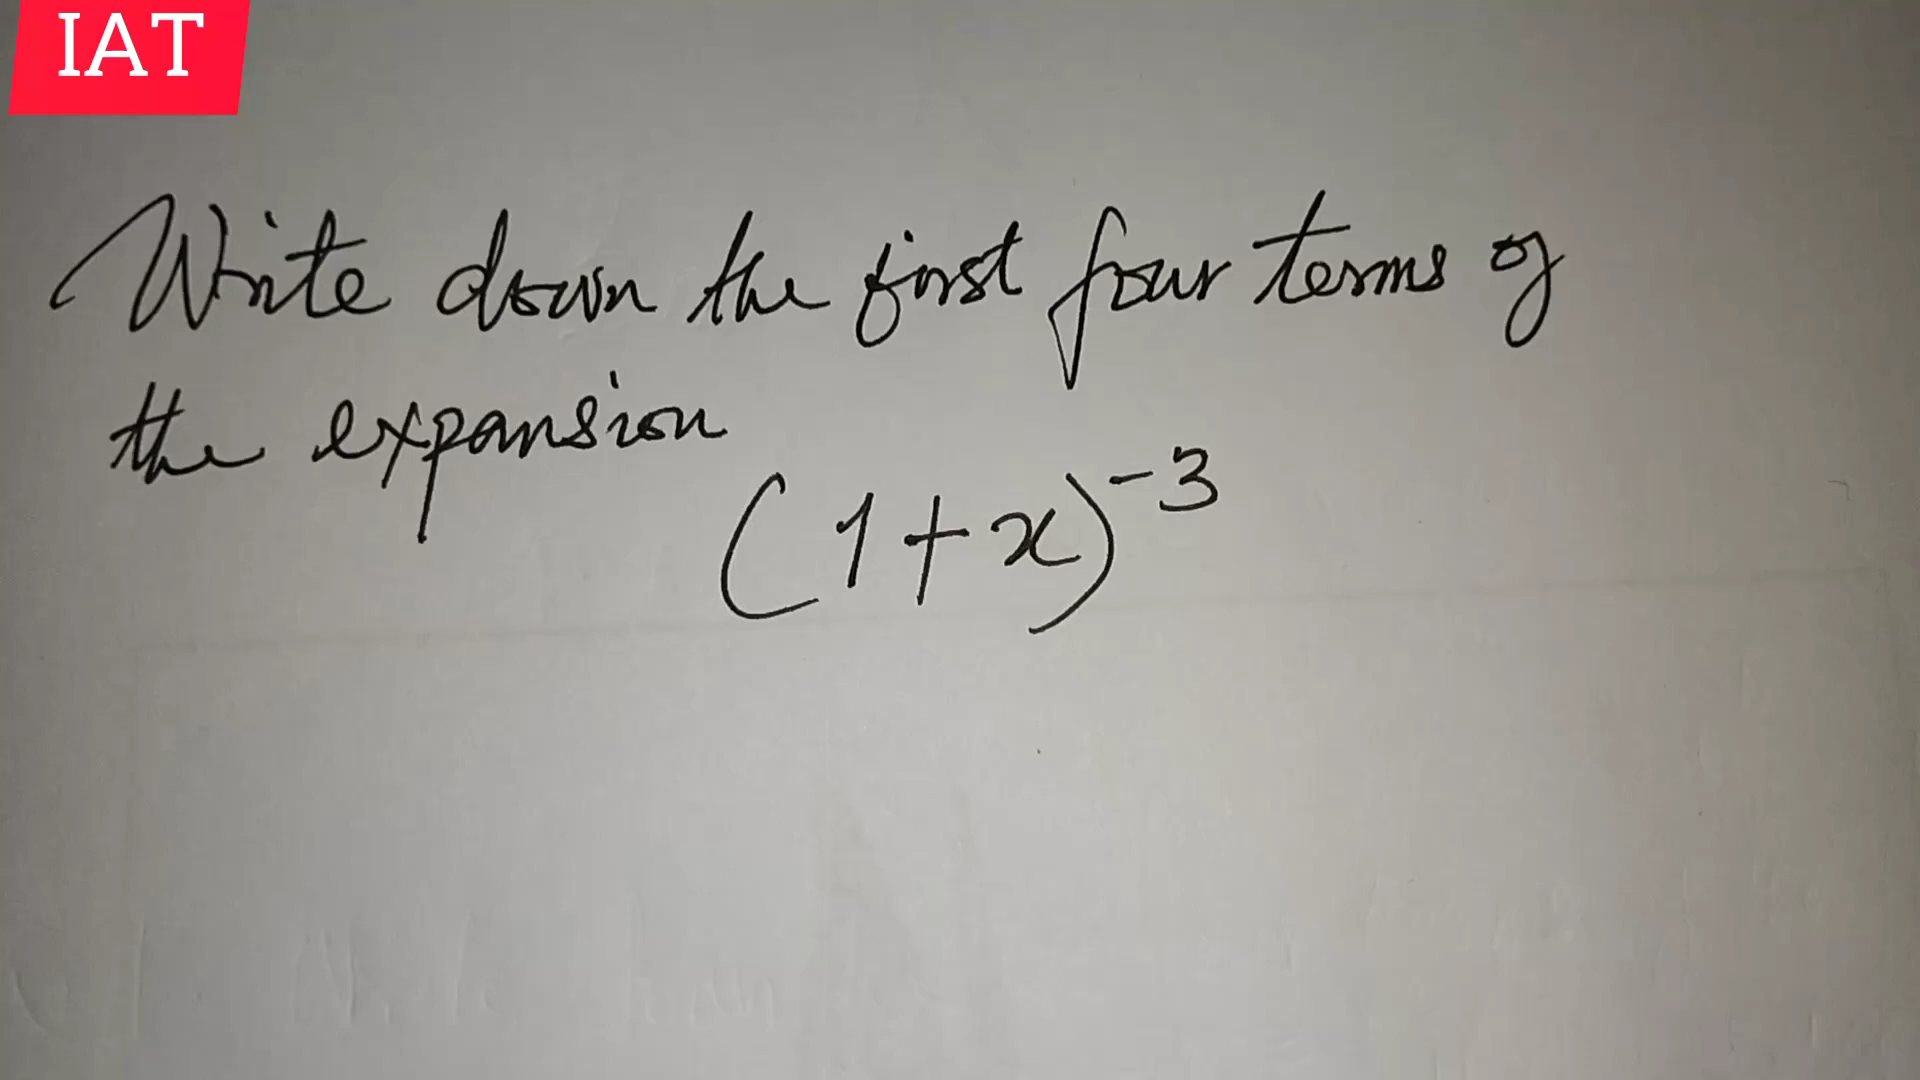 IAT
Write down the first four terms of
the expansion
(1+x)⁻³